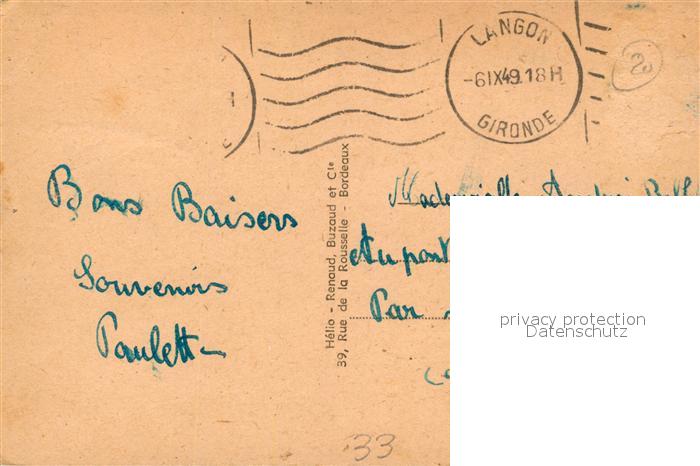 LANGON
-6 IX 49. 18 H
GIRONDE
20
Bons Baisers
Souvenirs
Paulette
Hélio - Renaud, Buzaud et Cie
39, Rue de la Rousselle - Bordeaux
Mademoiselle
Au pont
Par
privacy protection
Datenschutz
33